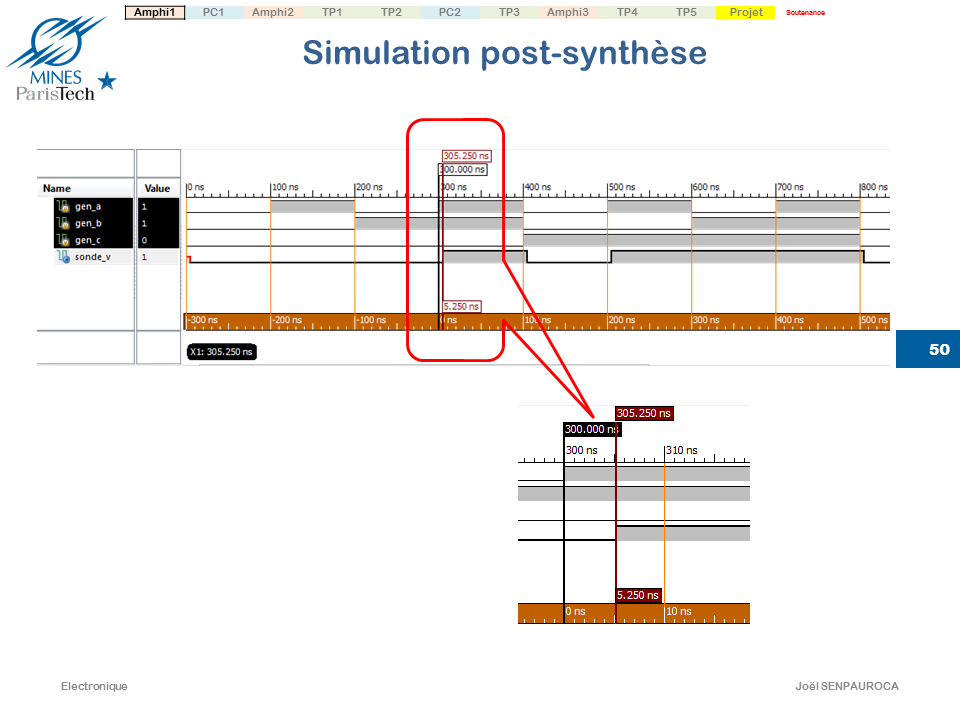 Amphi1 PC1 Amphi2 TP1 TP2 PC2 TP3 Amphi3 TP4 TP5 Projet Soutenance
MINES
ParisTech
Simulation post-synthèse
305.250 ns
300.000 ns
Name Value 0 ns 100 ns 200 ns 300 ns 400 ns 500 ns 600 ns 700 ns 800 ns
gen_a 1
gen_b 1
gen_c 0
sonde_v 1
5.250 ns
-300 ns -200 ns -100 ns 0 ns 100 ns 200 ns 300 ns 400 ns 500 ns
X1: 305.250 ns
50
305.250 ns
300.000 ns
300 ns 310 ns
5.250 ns
0 ns 10 ns
Electronique Joël SENPAUROCA